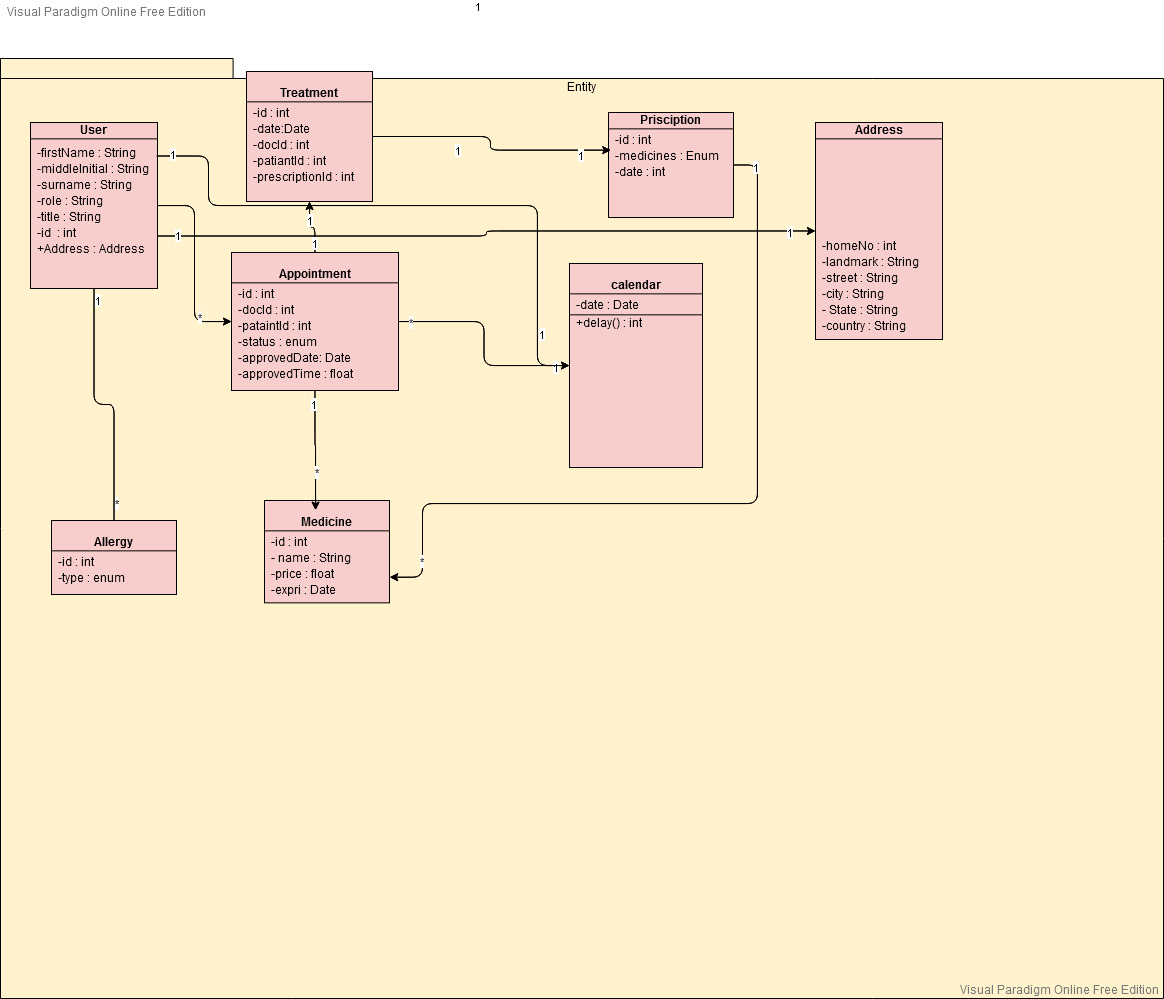 Visual Paradigm Online Free Edition
1
Entity
User
-firstName : String
-middleInitial : String
-surname : String
-role : String
-title : String
-id  : int
+Address : Address
Treatment
-id : int
-date:Date
-docId : int
-patiantId : int
-prescriptionId : int
Prisciption
-id : int
-medicines : Enum
-date : int
Address
-homeNo : int
-landmark : String
-street : String
-city : String
- State : String
-country : String
1
1
1
1
1
1
1
1
1
*
Appointment
-id : int
-docId : int
-pataintId : int
-status : enum
-approvedDate: Date
-approvedTime : float
*
calendar
-date : Date
+delay() : int
1
1
1
1
*
*
Allergy
-id : int
-type : enum
Medicine
-id : int
- name : String
-price : float
-expri : Date
*
Visual Paradigm Online Free Edition